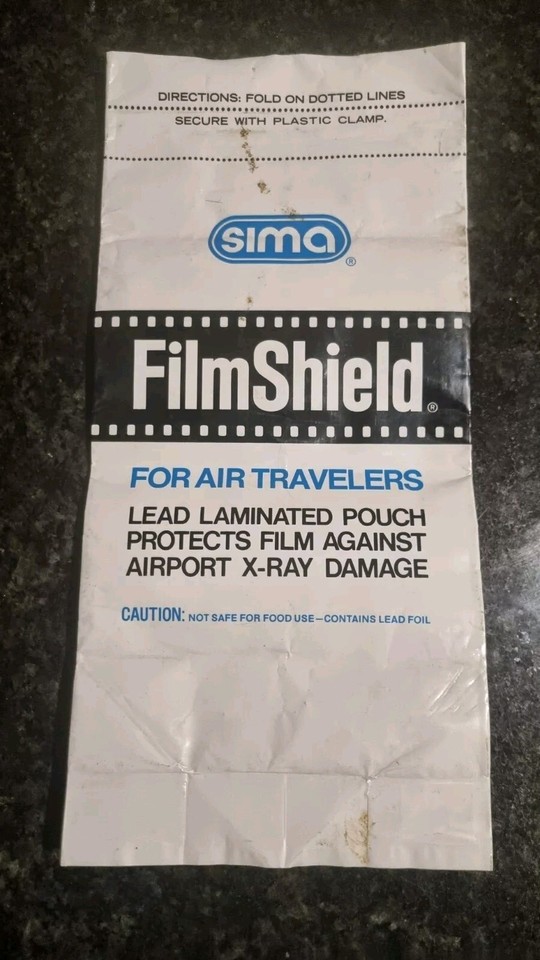 DIRECTIONS: FOLD ON DOTTED LINES
SECURE WITH PLASTIC CLAMP.
sima®
FilmShield®
FOR AIR TRAVELERS
LEAD LAMINATED POUCH
PROTECTS FILM AGAINST
AIRPORT X-RAY DAMAGE
CAUTION: NOT SAFE FOR FOOD USE—CONTAINS LEAD FOIL